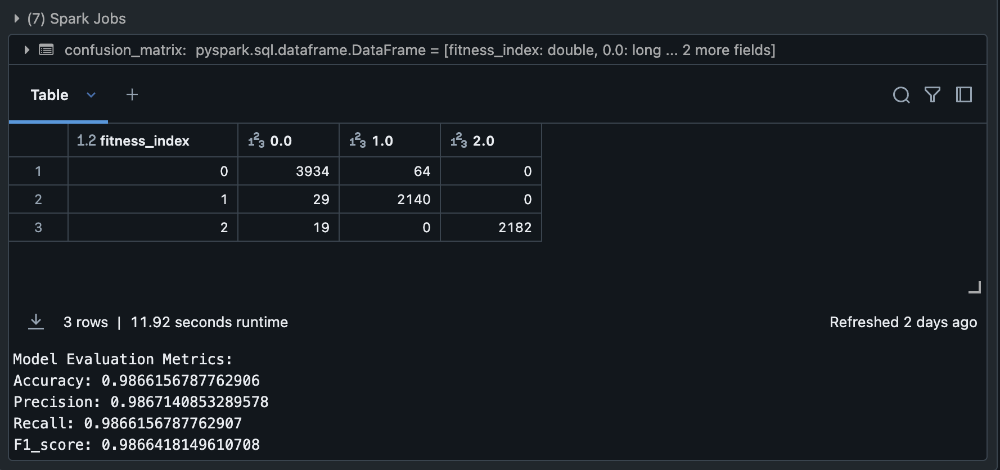 (7) Spark Jobs
confusion_matrix: pyspark.sql.dataframe.DataFrame = [fitness_index: double, 0.0: long ... 2 more fields]
Table
1.2 fitness_index 123 0.0 123 1.0 123 2.0
1 0 3934 64 0
2 1 29 2140 0
3 2 19 0 2182
3 rows | 11.92 seconds runtime Refreshed 2 days ago
Model Evaluation Metrics:
Accuracy: 0.9866156787762906
Precision: 0.9867140853289578
Recall: 0.9866156787762907
F1_score: 0.9866418149610708